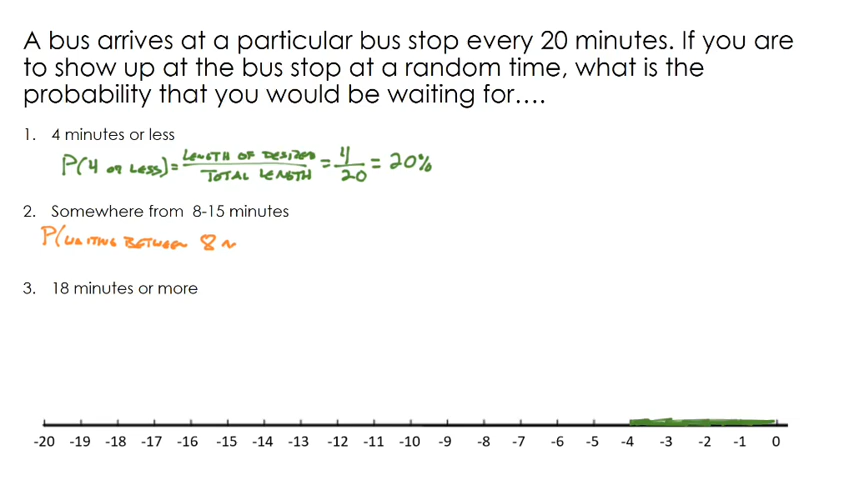 A bus arrives at a particular bus stop every 20 minutes. If you are
to show up at the bus stop at a random time, what is the
probability that you would be waiting for….
1. 4 minutes or less
P(4 OR LESS) = LENGTH OF DESIRED / TOTAL LENGTH = 4/20 = 20%
2. Somewhere from 8-15 minutes
P(WAITING BETWEEN 8 ~
3. 18 minutes or more
-20 -19 -18 -17 -16 -15 -14 -13 -12 -11 -10 -9 -8 -7 -6 -5 -4 -3 -2 -1 0